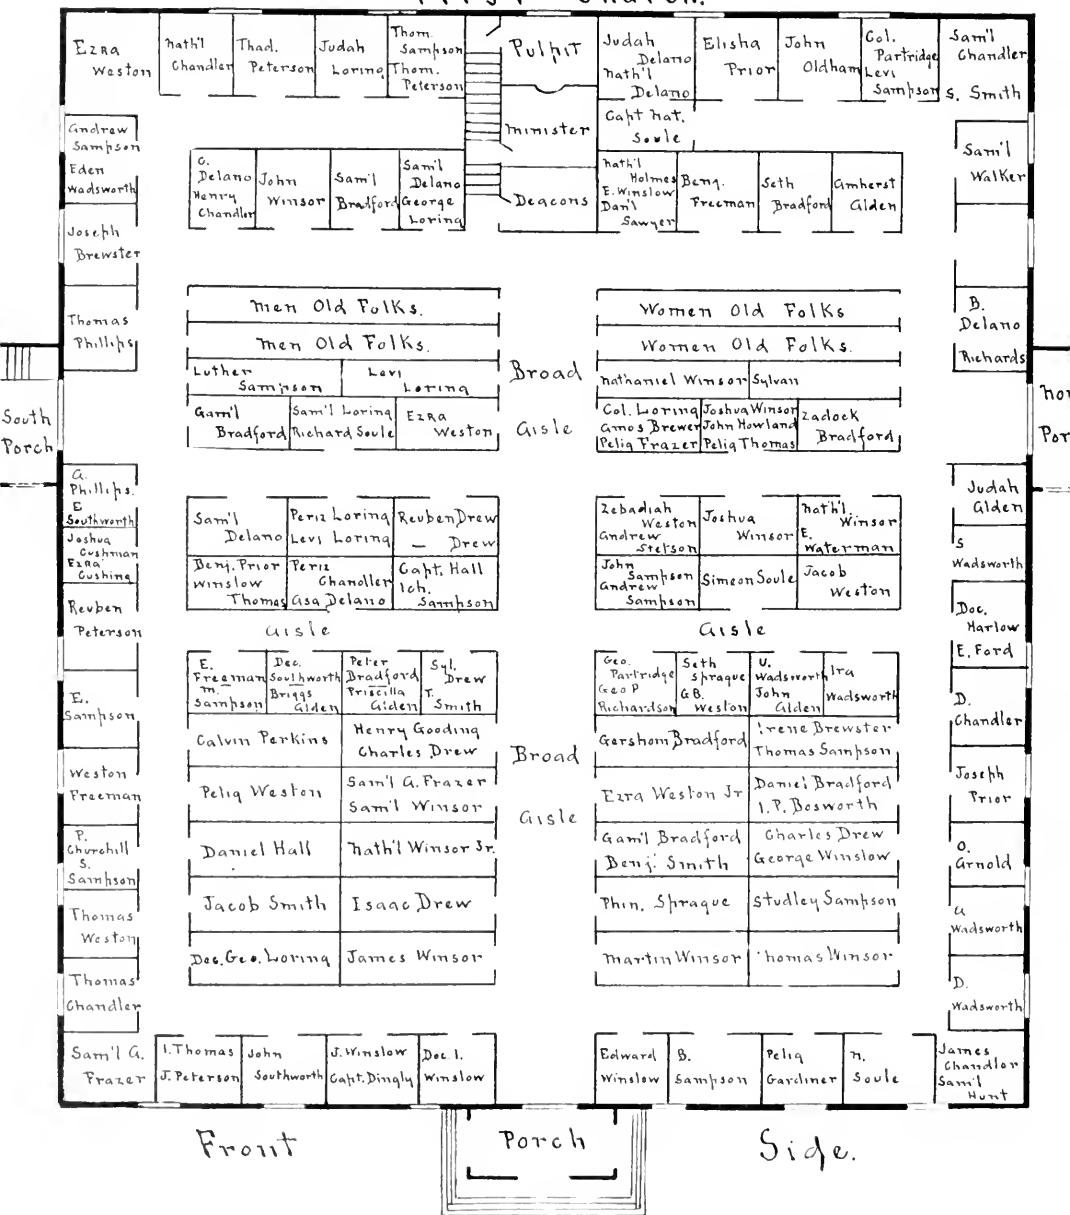 Church.
Ezra
Weston
Nath'l
Chandler
Thad.
Peterson
Judah
Loring
Thom.
Sampson
Thom.
Peterson
Pulpit
Minister
Deacons
Judah
Delano
Nath'l
Delano
Elisha
Prior
John
Oldham
Col.
Partridge
Levi
Sampson
Sam'l
Chandler
S. Smith
Capt Nat.
Soule
Andrew
Sampson
Eden
Wadsworth
Joseph
Brewster
Thomas
Phillips
C.
Delano
Henry
Chandler
John
Winsor
Sam'l
Bradford
Sam'l
Delano
George
Loring
Nath'l
Holmes
E. Winslow
Dan'l
Sawyer
Benj.
Freeman
Seth
Bradford
Amherst
Alden
Sam'l
Walker
B.
Delano
Richards
Men Old Folks.
Men Old Folks.
Luther
Sampson
Levi
Loring
Gam'l
Bradford
Sam'l Loring
Richard Soule
Ezra
Weston
Broad
Aisle
Women Old Folks
Women Old Folks.
Nathaniel Winsor
Sylvan
Col. Loring
Amos Brewer
Pelig Frazer
Joshua Winsor
John Howland
Pelig Thomas
Zadock
Bradford
South
Porch
Nor
Por
G.
Phillips.
E
Southworth
Joshua
Cushman
Ezra
Cushing
Reuben
Peterson
E.
Sampson
Weston
Freeman
P.
Churchill
S.
Sampson
Thomas
Weston
Thomas
Chandler
Sam'l
Delano
Periz Loring
Levi Loring
Reuben Drew
— Drew
Benj. Prior
Winslow
Thomas
Periz
Chandler
Asa Delano
Capt. Hall
Ich.
Sampson
Zebadiah
Weston
Andrew
Stetson
Joshua
Winsor
Nath'l.
Winsor
E.
Waterman
John
Sampson
Andrew
Sampson
Simeon Soule
Jacob
Weston
Judah
Alden
S
Wadsworth
Doc.
Harlow
E. Ford
D.
Chandler
Joseph
Prior
O.
Arnold
A
Wadsworth
D.
Wadsworth
Aisle
Aisle
E.
Freeman
M.
Sampson
Dec.
Southworth
Briggs
Alden
Peter
Bradford
Priscilla
Alden
Syl.
Drew
T.
Smith
Calvin Perkins
Henry Gooding
Charles Drew
Pelig Weston
Sam'l A. Frazer
Sam'l Winsor
Daniel Hall
Nath'l Winsor Jr.
Jacob Smith
Isaac Drew
Doc. Geo. Loring
James Winsor
Broad
Aisle
Geo.
Partridge
Geo P
Richardson
Seth
Sprague
G.B.
Weston
U.
Wadsworth
John
Alden
Ira
Wadsworth
Gershom Bradford
Irene Brewster
Thomas Sampson
Ezra Weston Jr
Daniel Bradford
I. P. Bosworth
Gam'l Bradford
Benj. Smith
Charles Drew
George Winslow
Phin. Sprague
Studley Sampson
Martin Winsor
Thomas Winsor
Sam'l A.
Frazer
I. Thomas
J. Peterson
John
Southworth
J. Winslow
Capt. Dingly
Doc. I.
Winslow
Edward
Winslow
B.
Sampson
Pelig
Gardiner
N.
Soule
James
Chandler
Sam'l
Hunt
Front
Porch
Side.